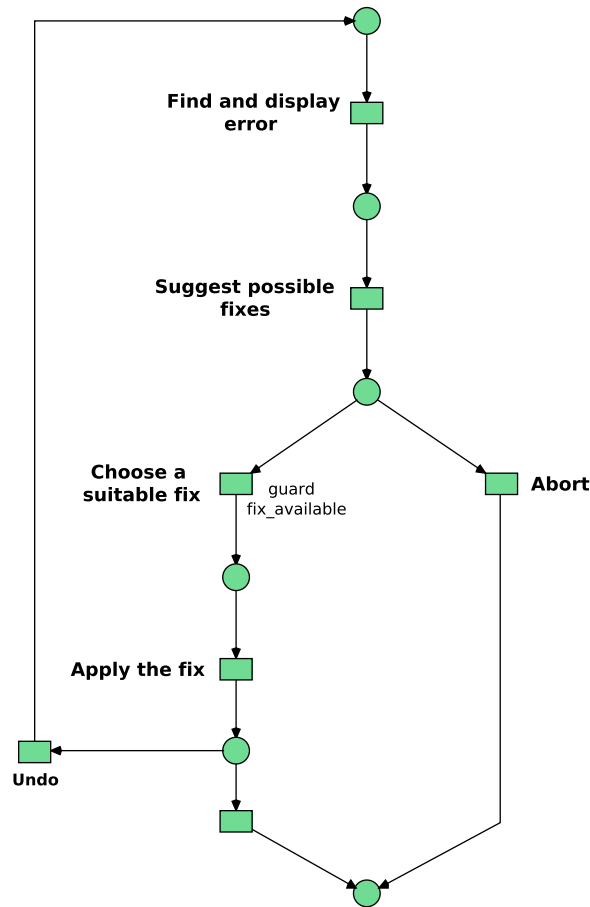 Find and display
error
Suggest possible
fixes
Choose a
suitable fix
guard
fix_available
Abort
Apply the fix
Undo